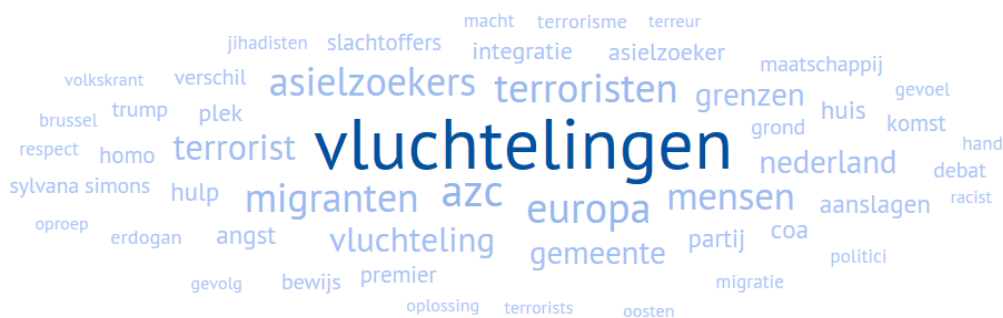 macht terrorisme terreur
jihadisten slachtoffers integratie asielzoeker
volkskrant verschil asielzoekers terroristen grenzen maatschappij gevoel
brussel trump plek grond huis komst
respect homo terrorist vluchtelingen nederland hand
sylvana simons hulp migranten azc europa mensen aanslagen debat racist
oproep erdogan angst vluchteling gemeente partij coa politici
gevolg bewijs premier migratie
oplossing terrorists oosten